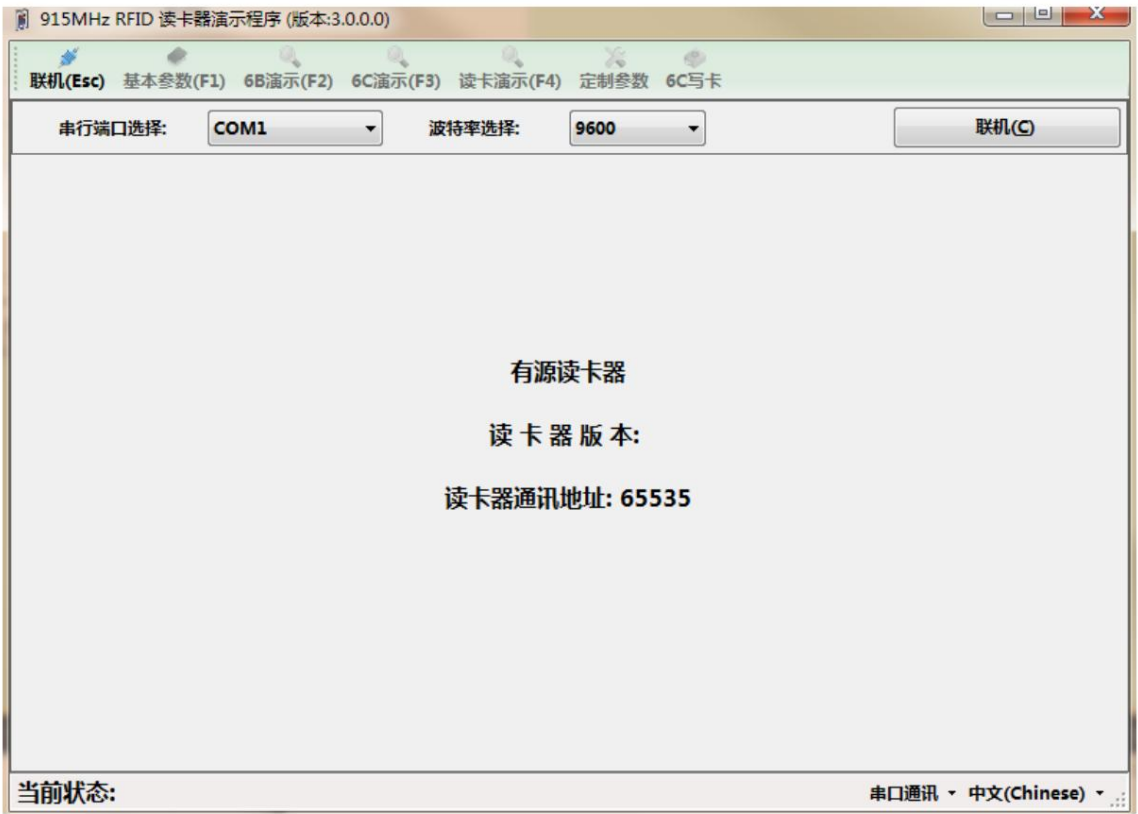 915MHz RFID 读卡器演示程序 (版本:3.0.0.0)
联机(Esc) 基本参数(F1) 6B演示(F2) 6C演示(F3) 读卡演示(F4) 定制参数 6C写卡
串行端口选择: COM1 波特率选择: 9600 联机(C)
有源读卡器
读 卡 器 版 本:
读卡器通讯地址: 65535
当前状态: 串口通讯 中文(Chinese)